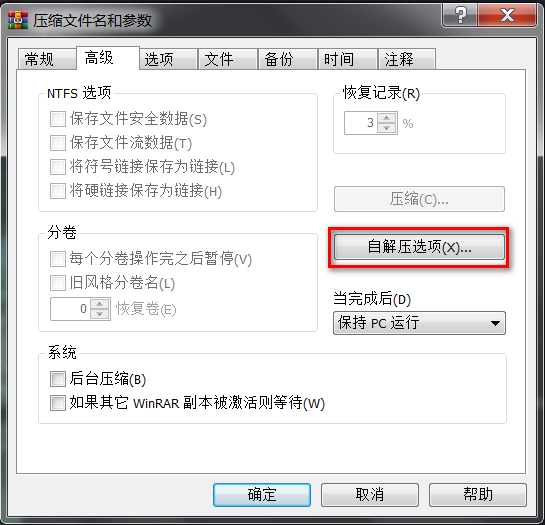 压缩文件名和参数
常规 高级 选项 文件 备份 时间 注释
NTFS 选项
保存文件安全数据(S)
保存文件流数据(T)
将符号链接保存为链接(L)
将硬链接保存为链接(H)
恢复记录(R)
3 %
压缩(C)...
分卷
每个分卷操作完之后暂停(V)
旧风格分卷名(L)
0 恢复卷(E)
自解压选项(X)...
当完成后(D)
保持 PC 运行
系统
后台压缩(B)
如果其它 WinRAR 副本被激活则等待(W)
确定 取消 帮助